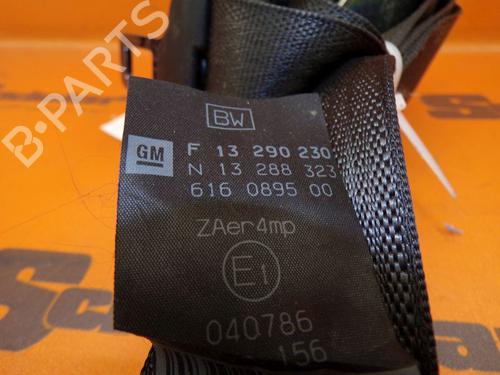 B-PARTS
BW
GM
F 13 290 230
N 13 288 323
616 0895 00
ZAer4mp
E1
040786
156